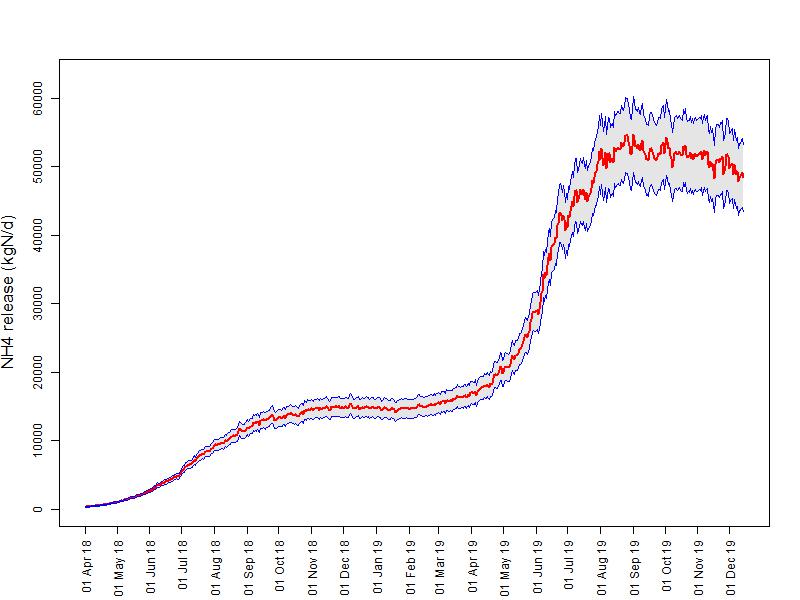 NH4 release (kgN/d)
60000
50000
40000
30000
20000
10000
0
01 Apr 18
01 May 18
01 Jun 18
01 Jul 18
01 Aug 18
01 Sep 18
01 Oct 18
01 Nov 18
01 Dec 18
01 Jan 19
01 Feb 19
01 Mar 19
01 Apr 19
01 May 19
01 Jun 19
01 Jul 19
01 Aug 19
01 Sep 19
01 Oct 19
01 Nov 19
01 Dec 19